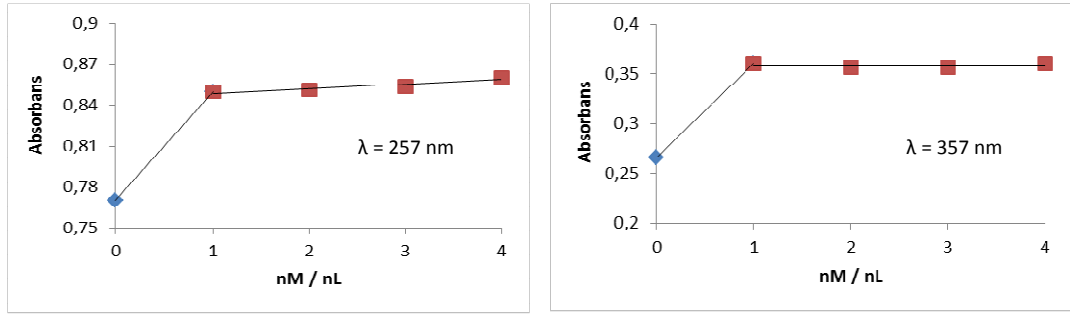 0,9
0,87
0,84
0,81
0,78
0,75
Absorbans
λ = 257 nm
0 1 2 3 4
nM / nL
0,4
0,35
0,3
0,25
0,2
Absorbans
λ = 357 nm
0 1 2 3 4
nM / nL